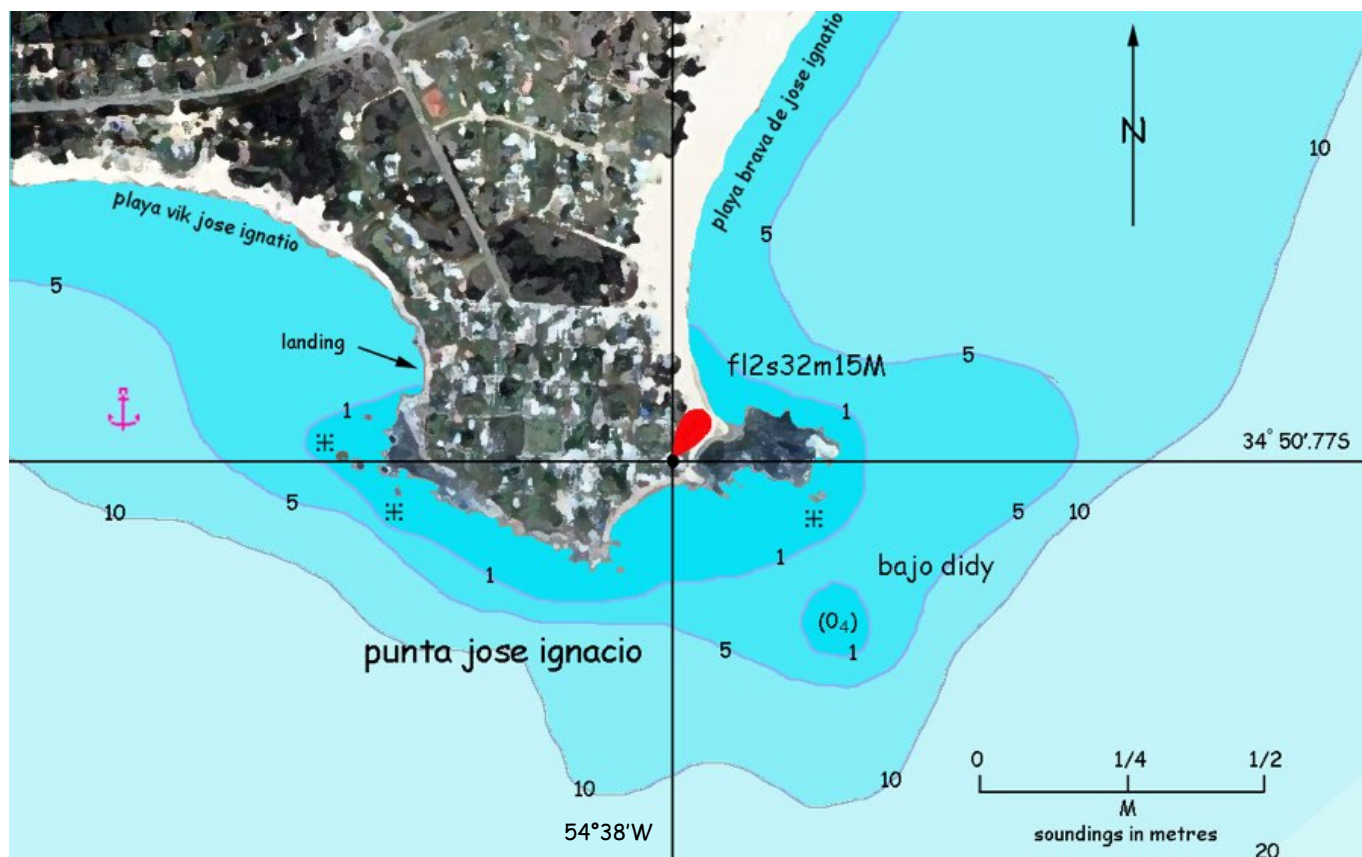 playa brava de jose ignatio
N
10
playa vik jose ignatio
5
5
landing
5
fl2s32m15M
1
1
34° 50'.77S
10
5
5
10
1
1
bajo didy
(0₄)
punta jose ignacio
5
1
0 1/4 1/2
10
10
M
54°38'W
soundings in metres
20